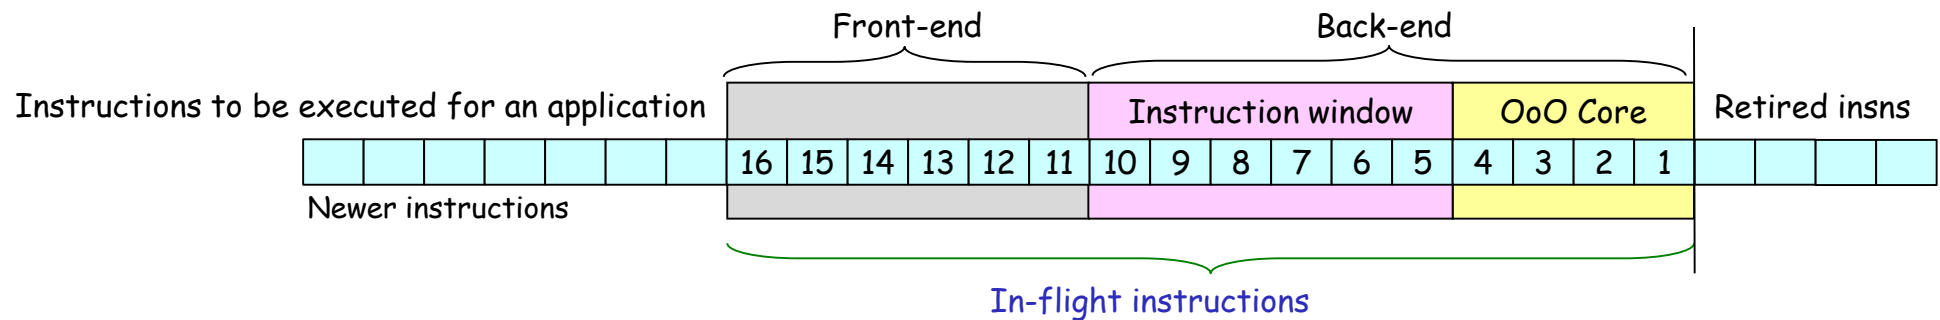 Front-end Back-end
Instructions to be executed for an application Instruction window OoO Core Retired insns
16 15 14 13 12 11 10 9 8 7 6 5 4 3 2 1
Newer instructions
In-flight instructions